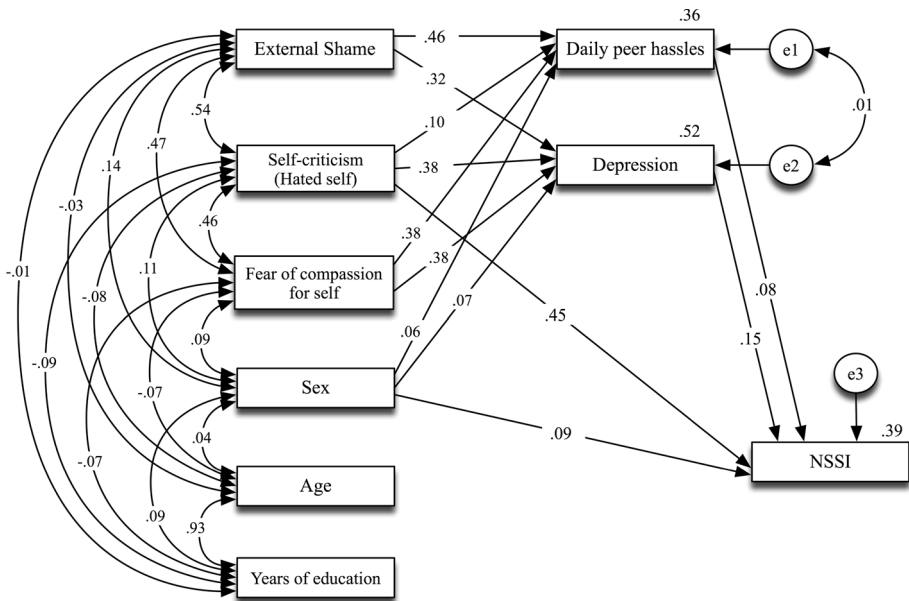 .36
External Shame
.46
Daily peer hassles
e1
.32
.01
.54
.10
.52
.47
.14
Self-criticism
(Hated self)
.38
Depression
e2
-.03
.46
.38
-.01
.11
Fear of compassion
for self
.38
-.08
.07
.08
.45
.06
.15
-.09
.09
e3
-.07
Sex
.09
.39
.04
NSSI
-.07
Age
.09
.93
Years of education